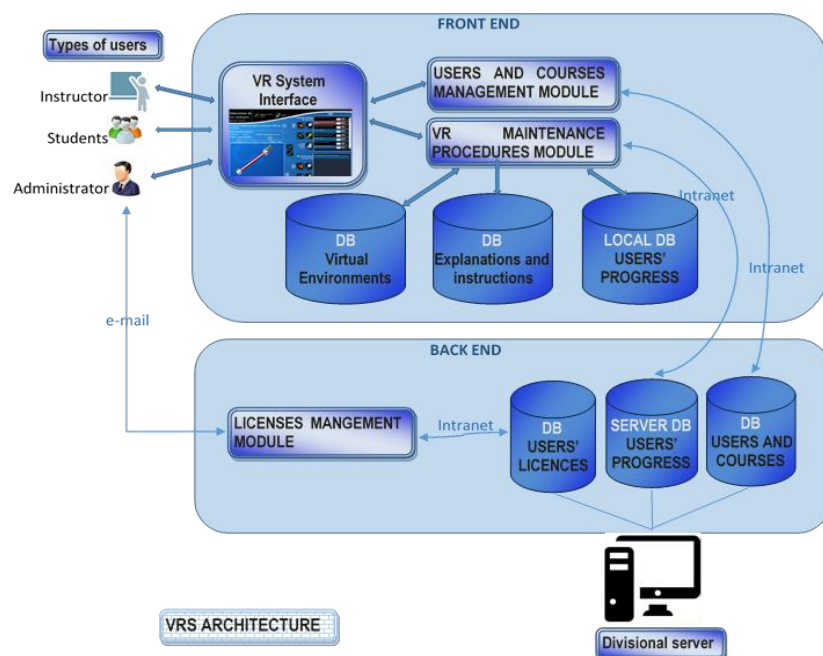 FRONT END
Types of users
VR System
Interface
USERS AND COURSES
MANAGEMENT MODULE
Instructor
Students
VR MAINTENANCE
PROCEDURES MODULE
Administrator
Intranet
DB
Virtual
Environments
DB
Explanations and
instructions
LOCAL DB
USERS'
PROGRESS
Intranet
e-mail
BACK END
LICENSES MANGEMENT
MODULE
Intranet
DB
USERS'
LICENCES
SERVER DB
USERS'
PROGRESS
DB
USERS AND
COURSES
VRS ARCHITECTURE
Divisional server